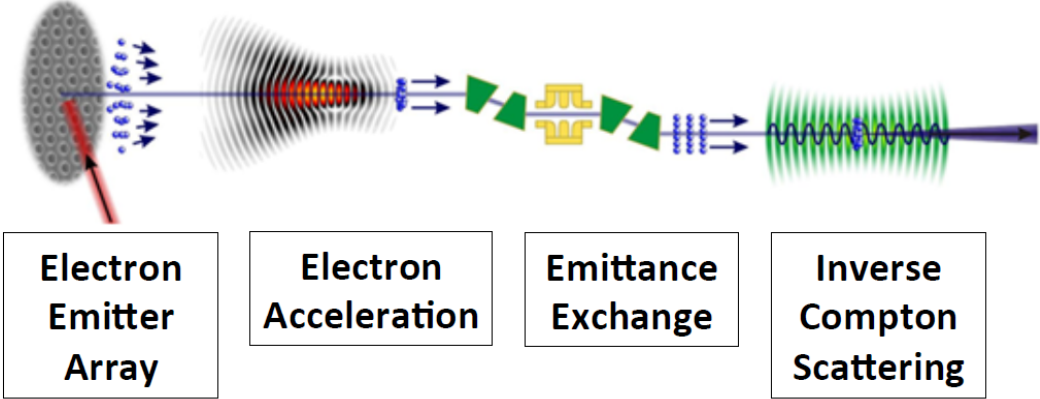 Electron
Emitter
Array
Electron
Acceleration
Emittance
Exchange
Inverse
Compton
Scattering